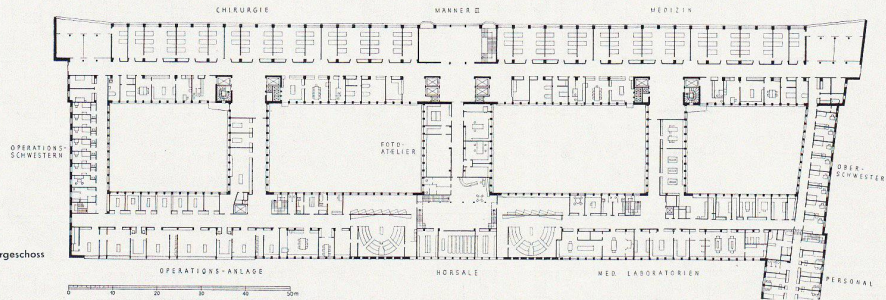 CHIRURGIE
MÄNNER II
MEDIZIN
OPERATIONS-
SCHWESTERN
FOTO-
ATELIER
OBER-
SCHWESTER
rgeschoss
OPERATIONS-ANLAGE
HÖRSÄLE
MED. LABORATORIEN
PERSONAL
0 10 20 30 40 50m